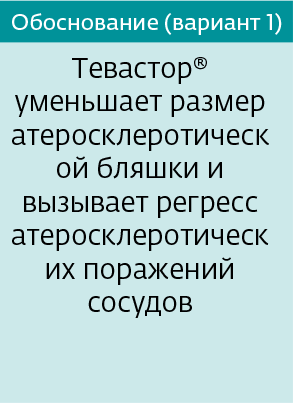 Обоснование (вариант 1)
Тевастор®
уменьшает размер
атеросклеротическ
ой бляшки и
вызывает регресс
атеросклеротическ
их поражений
сосудов